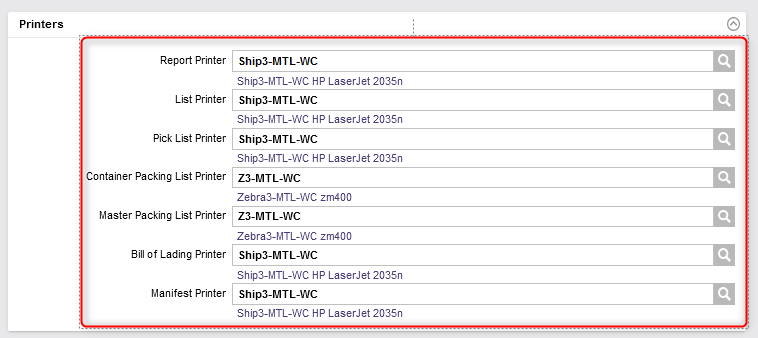 Printers
Report Printer Ship3-MTL-WC
Ship3-MTL-WC HP LaserJet 2035n
List Printer Ship3-MTL-WC
Ship3-MTL-WC HP LaserJet 2035n
Pick List Printer Ship3-MTL-WC
Ship3-MTL-WC HP LaserJet 2035n
Container Packing List Printer Z3-MTL-WC
Zebra3-MTL-WC zm400
Master Packing List Printer Z3-MTL-WC
Zebra3-MTL-WC zm400
Bill of Lading Printer Ship3-MTL-WC
Ship3-MTL-WC HP LaserJet 2035n
Manifest Printer Ship3-MTL-WC
Ship3-MTL-WC HP LaserJet 2035n